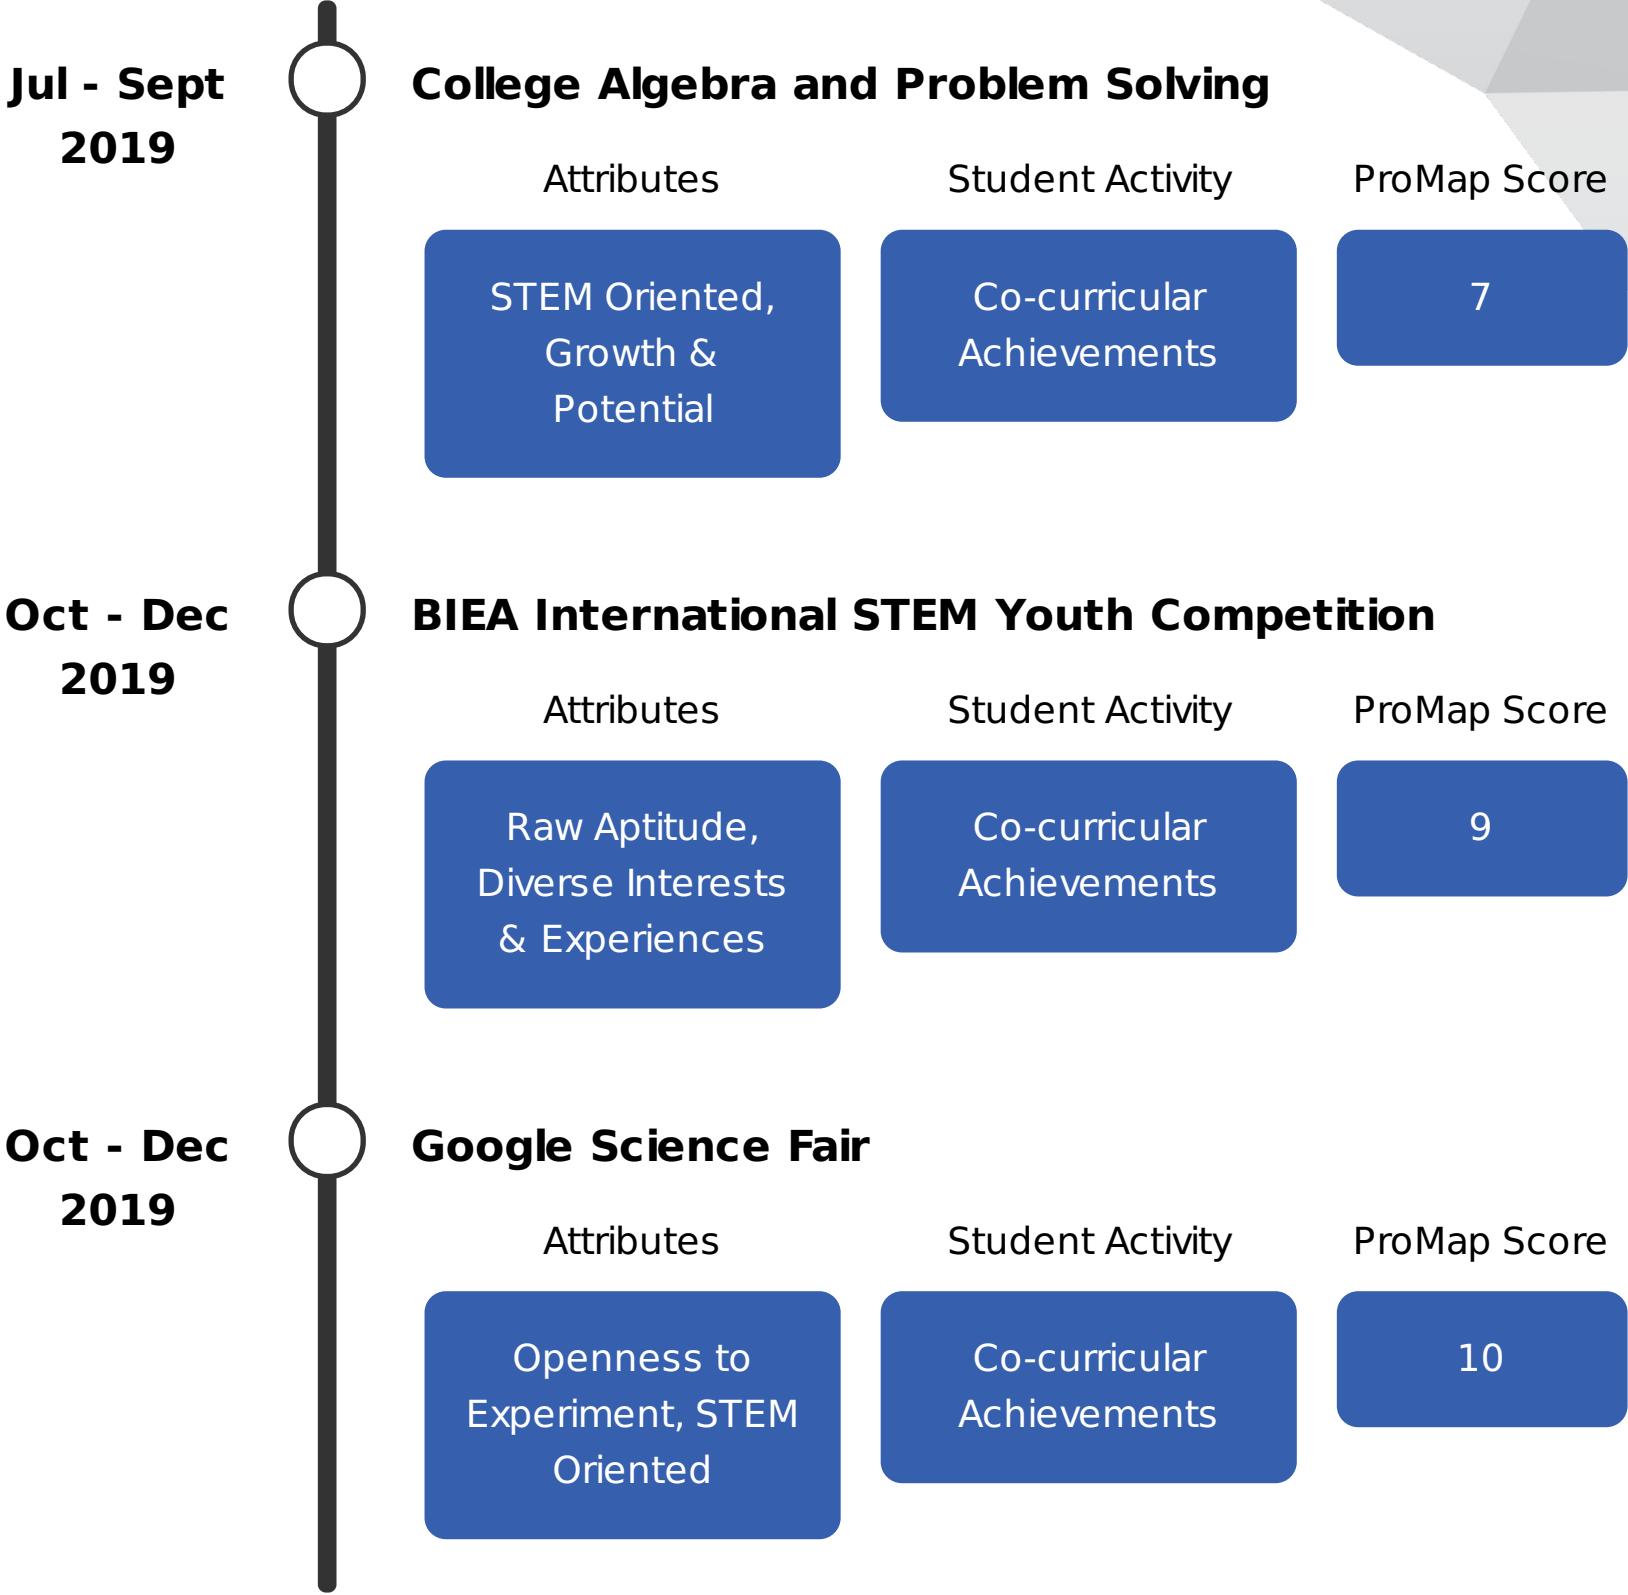 Jul - Sept
2019
College Algebra and Problem Solving
Attributes
Student Activity
ProMap Score
STEM Oriented,
Growth &
Potential
Co-curricular
Achievements
7
Oct - Dec
2019
BIEA International STEM Youth Competition
Attributes
Student Activity
ProMap Score
Raw Aptitude,
Diverse Interests
& Experiences
Co-curricular
Achievements
9
Oct - Dec
2019
Google Science Fair
Attributes
Student Activity
ProMap Score
Openness to
Experiment, STEM
Oriented
Co-curricular
Achievements
10